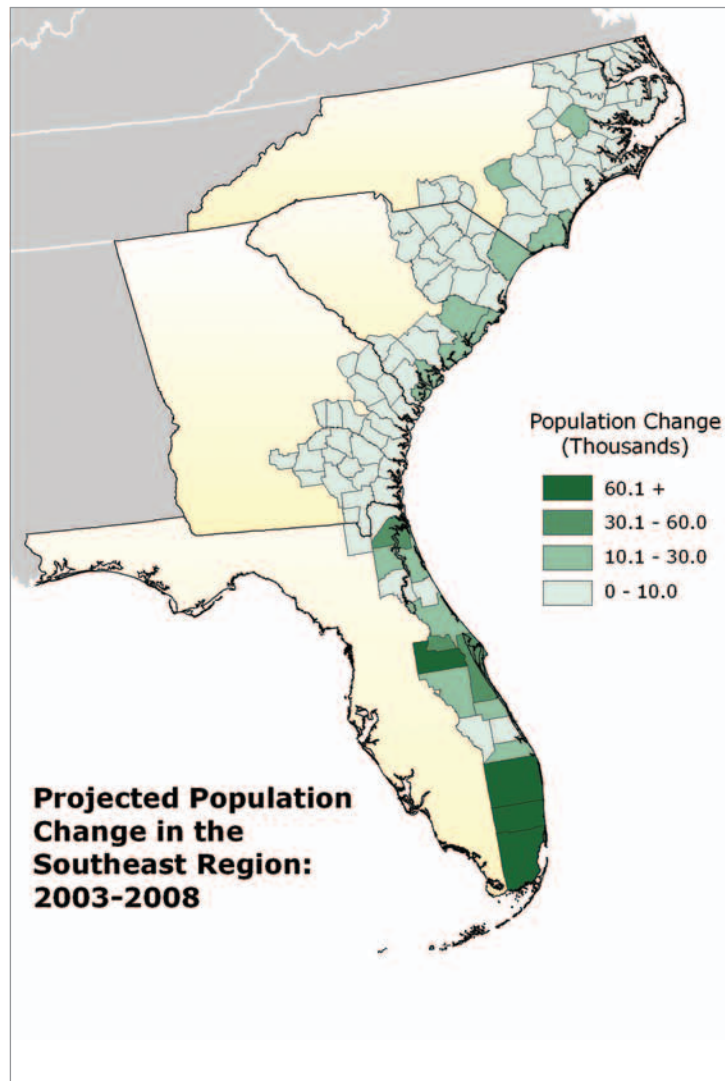 Population Change
(Thousands)
60.1 +
30.1 - 60.0
10.1 - 30.0
0 - 10.0
Projected Population
Change in the
Southeast Region:
2003-2008